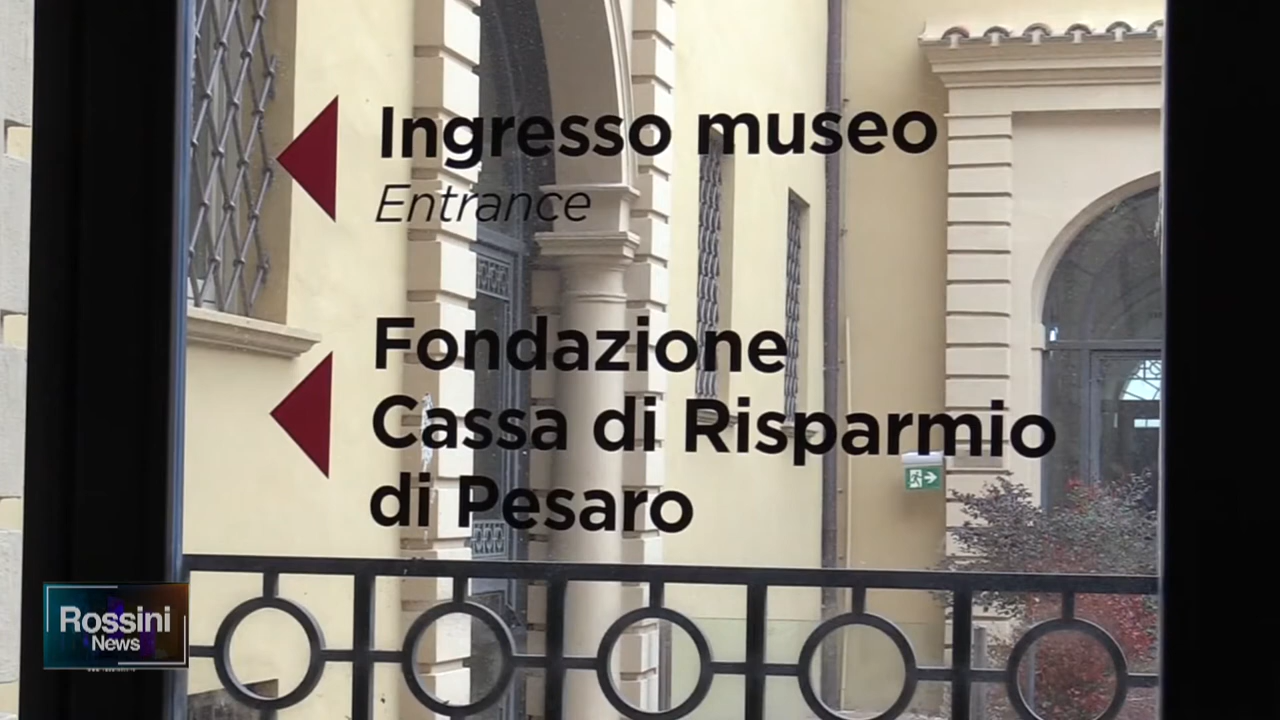 Ingresso museo
Entrance
Fondazione
Cassa di Risparmio
di Pesaro
Rossini
News